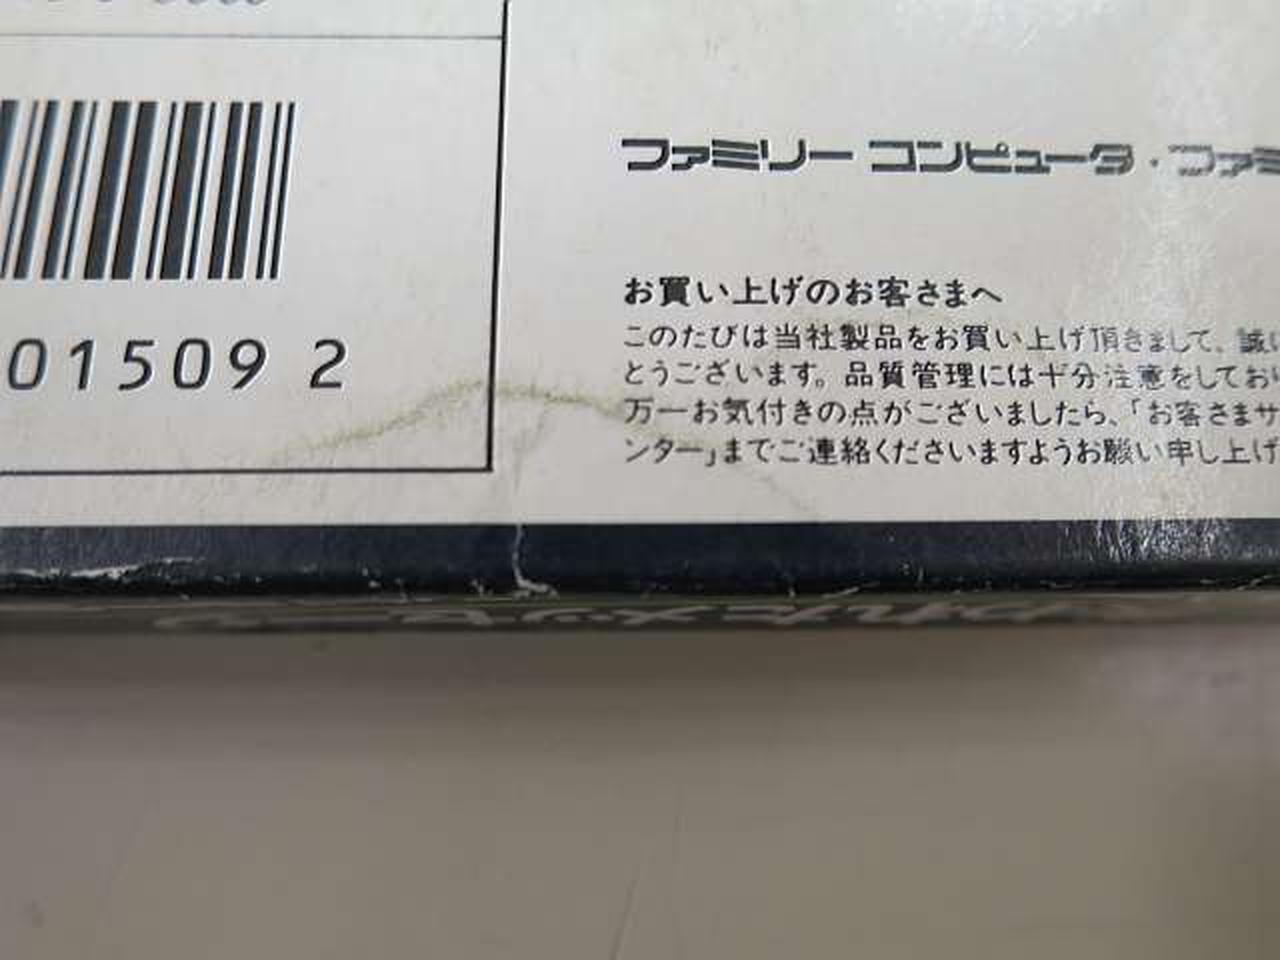 01509 2
ファミリー コンピュータ・ファミ
お買い上げのお客さまへ
このたびは当社製品をお買い上げ頂きまして、誠に
とうございます。品質管理には十分注意をしており
万一お気付きの点がございましたら、「お客さまサ
ンター」までご連絡くださいますようお願い申し上げ